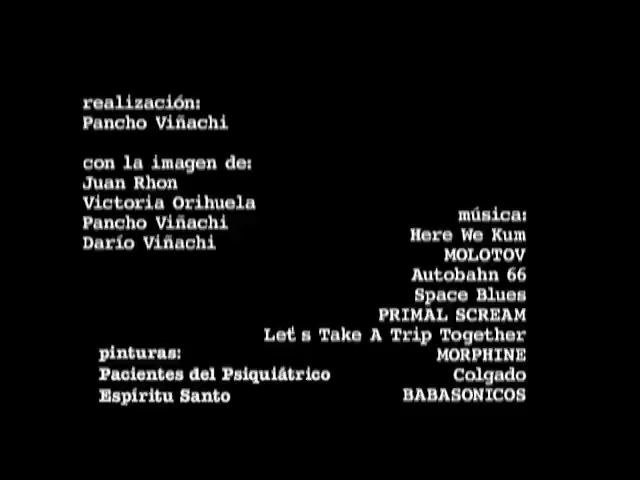 realización:
Pancho Viñachi
con la imagen de:
Juan Rhon
Victoria Orihuela
Pancho Viñachi
Darío Viñachi
música:
Here We Kum
MOLOTOV
Autobahn 66
Space Blues
PRIMAL SCREAM
Let's Take A Trip Together
MORPHINE
Colgado
BABASONICOS
pinturas:
Pacientes del Psiquiátrico
Espíritu Santo